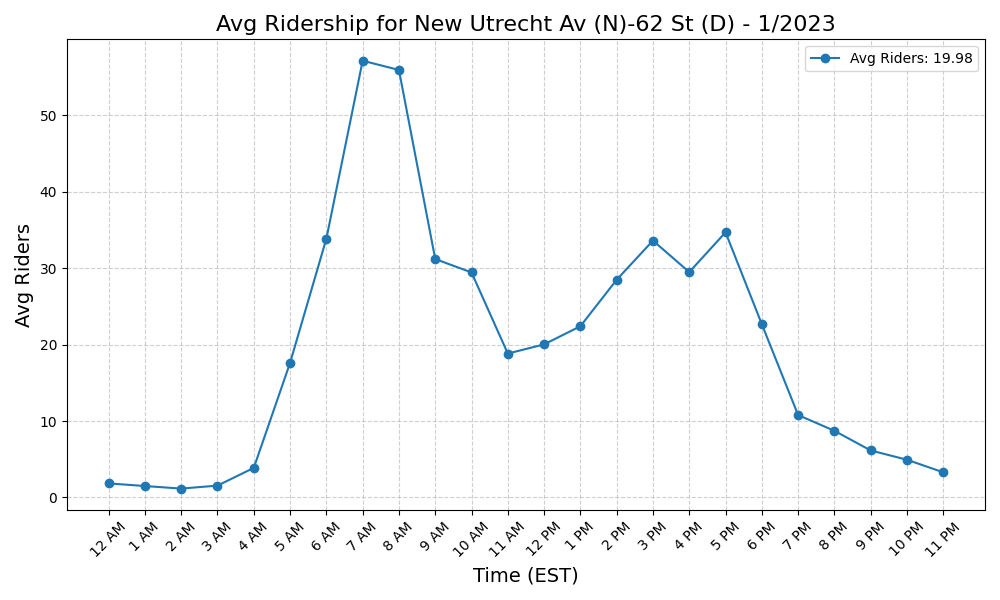 Avg Ridership for New Utrecht Av (N)-62 St (D) - 1/2023
Avg Riders: 19.98
Avg Riders
50
40
30
20
10
0
12 AM
1 AM
2 AM
3 AM
4 AM
5 AM
6 AM
7 AM
8 AM
9 AM
10 AM
11 AM
12 PM
1 PM
2 PM
3 PM
4 PM
5 PM
6 PM
7 PM
8 PM
9 PM
10 PM
11 PM
Time (EST)